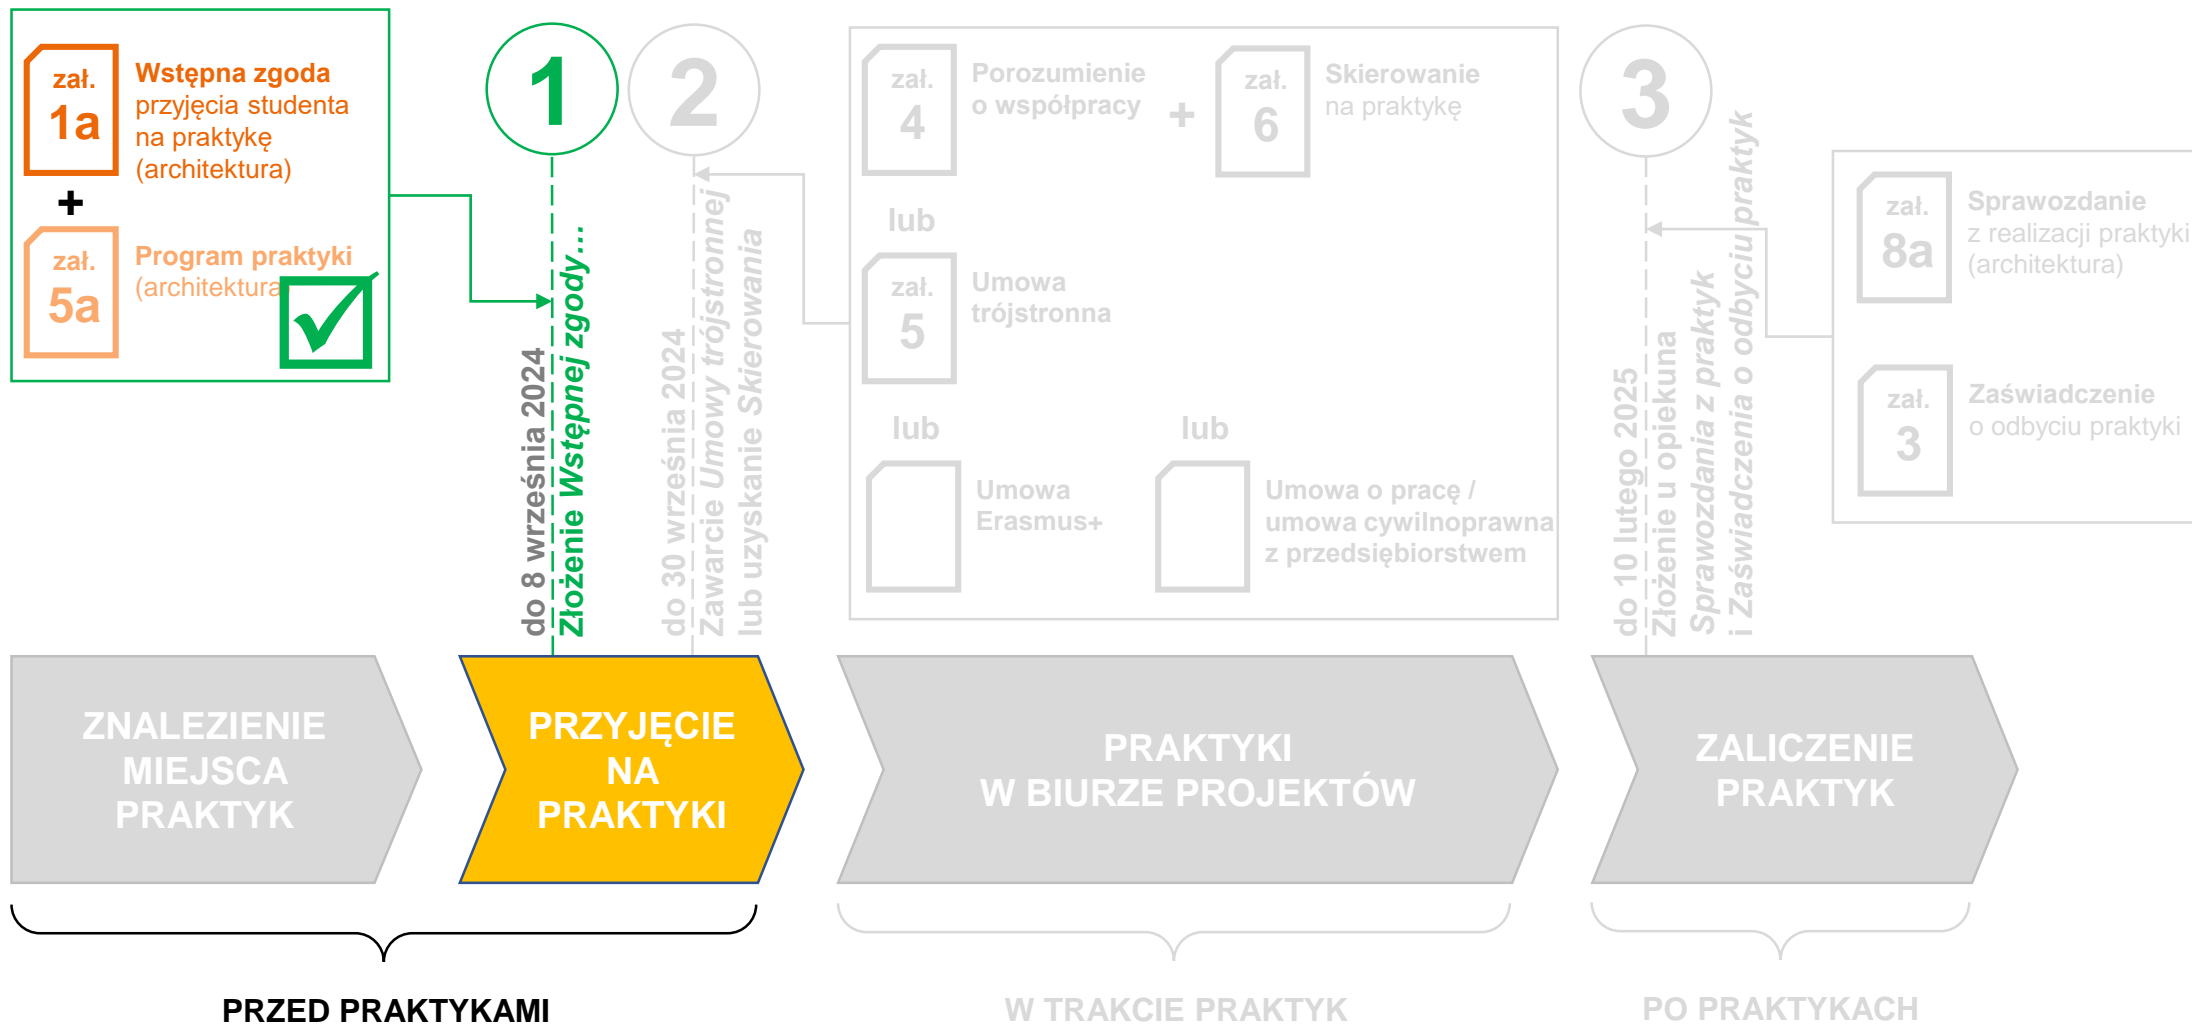 zał.
1a
Wstępna zgoda
przyjęcia studenta
na praktykę
(architektura)
+
zał.
5a
Program praktyki
(architektura
1
do 8 września 2024
Złożenie Wstępnej zgody…
2
do 30 września 2024
Zawarcie Umowy trójstronnej
lub uzyskanie Skierowania
zał.
4
Porozumienie
o współpracy
+
zał.
6
Skierowanie
na praktykę
lub
zał.
5
Umowa
trójstronna
lub
Umowa
Erasmus+
lub
Umowa o pracę /
umowa cywilnoprawna
z przedsiębiorstwem
3
do 10 lutego 2025
Złożenie u opiekuna
Sprawozdania z praktyk
i Zaświadczenia o odbyciu praktyk
zał.
8a
Sprawozdanie
z realizacji praktyki
(architektura)
zał.
3
Zaświadczenie
o odbyciu praktyki
ZNALEZIENIE
MIEJSCA
PRAKTYK
PRZYJĘCIE
NA
PRAKTYKI
PRAKTYKI
W BIURZE PROJEKTÓW
ZALICZENIE
PRAKTYK
PRZED PRAKTYKAMI
W TRAKCIE PRAKTYK
PO PRAKTYKACH